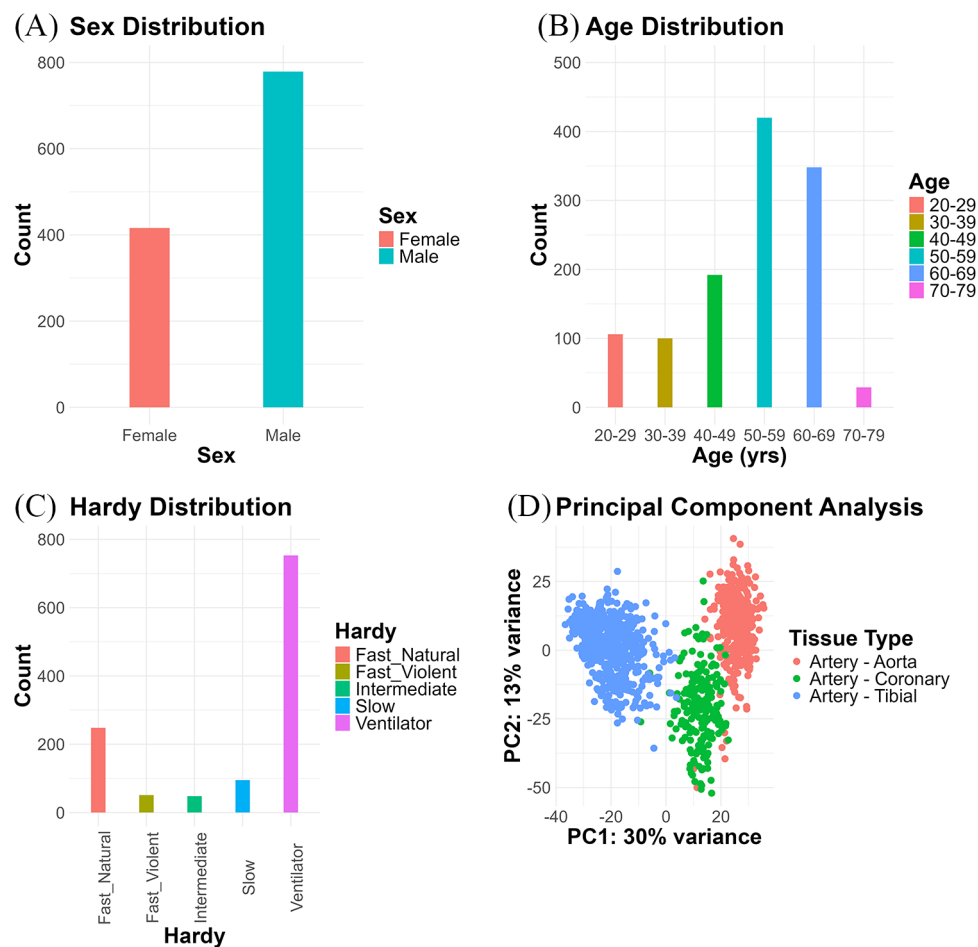 (A) Sex Distribution
800
600
400
200
0
Count
Female
Male
Sex
Sex
Female
Male
(B) Age Distribution
500
400
300
200
100
0
Count
20-29 30-39 40-49 50-59 60-69 70-79
Age (yrs)
Age
20-29
30-39
40-49
50-59
60-69
70-79
(C) Hardy Distribution
800
600
400
200
0
Count
Fast_Natural
Fast_Violent
Intermediate
Slow
Ventilator
Hardy
Hardy
Fast_Natural
Fast_Violent
Intermediate
Slow
Ventilator
(D) Principal Component Analysis
25
0
-25
-50
PC2: 13% variance
-40 -20 0 20
PC1: 30% variance
Tissue Type
Artery - Aorta
Artery - Coronary
Artery - Tibial